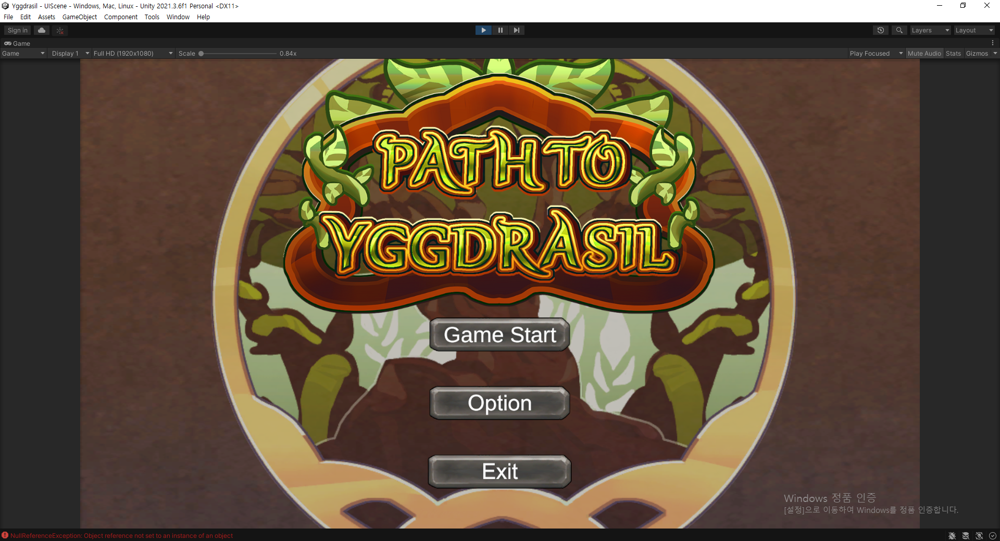 Yggdrasil - UIScene - Windows, Mac, Linux - Unity 2021.3.6f1 Personal <DX11>
File Edit Assets GameObject Component Tools Window Help
Sign in Layers Layout
Game
Game Display 1 Full HD (1920x1080) Scale 0.84x Play Focused Mute Audio Stats Gizmos
PATH TO
YGGDRASIL
Game Start
Option
Exit
Windows 정품 인증
[설정]으로 이동하여 Windows를 정품 인증합니다.
NullReferenceException: Object reference not set to an instance of an object